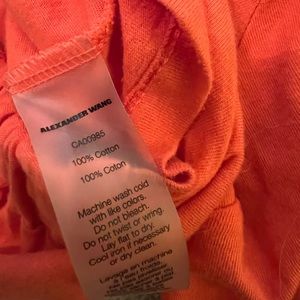 ALEXANDER WANG
CA00985
100% Cotton
100% Coton
Machine wash cold
with like colors.
Do not bleach.
Do not twist or wring.
Lay flat to dry.
Cool iron if necessary
or dry clean.
Lavage en machine